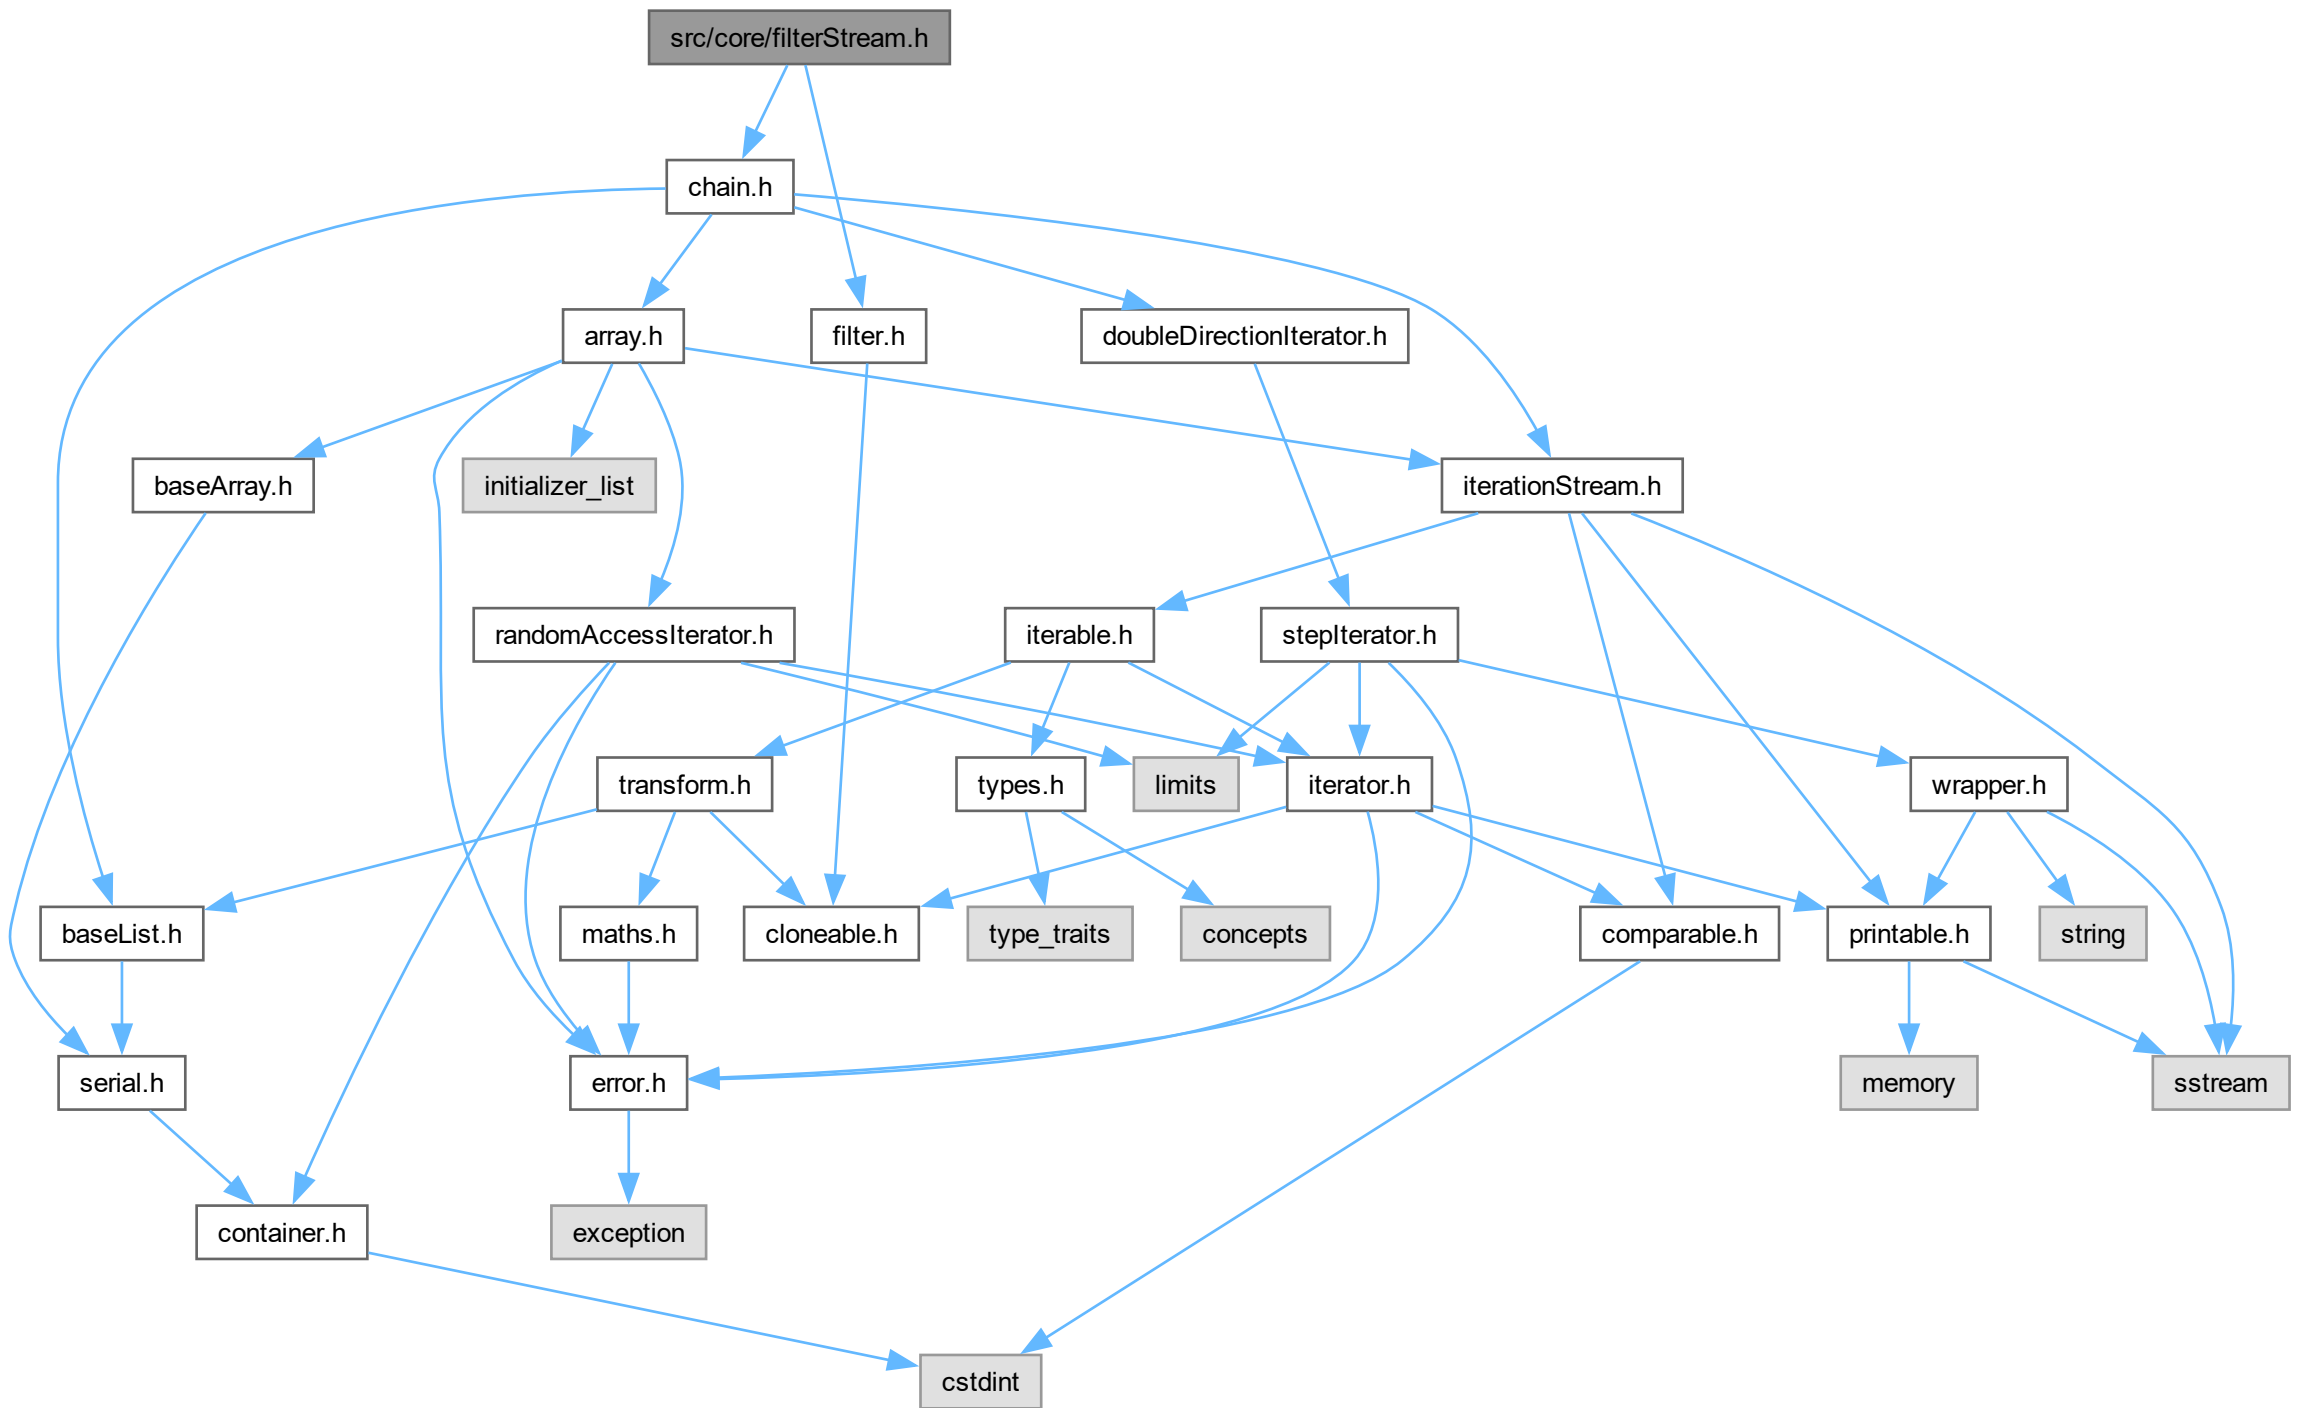 src/core/filterStream.h
chain.h
array.h
filter.h
doubleDirectionIterator.h
baseArray.h
initializer_list
iterationStream.h
randomAccessIterator.h
iterable.h
stepIterator.h
transform.h
types.h
limits
iterator.h
wrapper.h
baseList.h
maths.h
cloneable.h
type_traits
concepts
comparable.h
printable.h
string
serial.h
error.h
memory
sstream
container.h
exception
cstdint